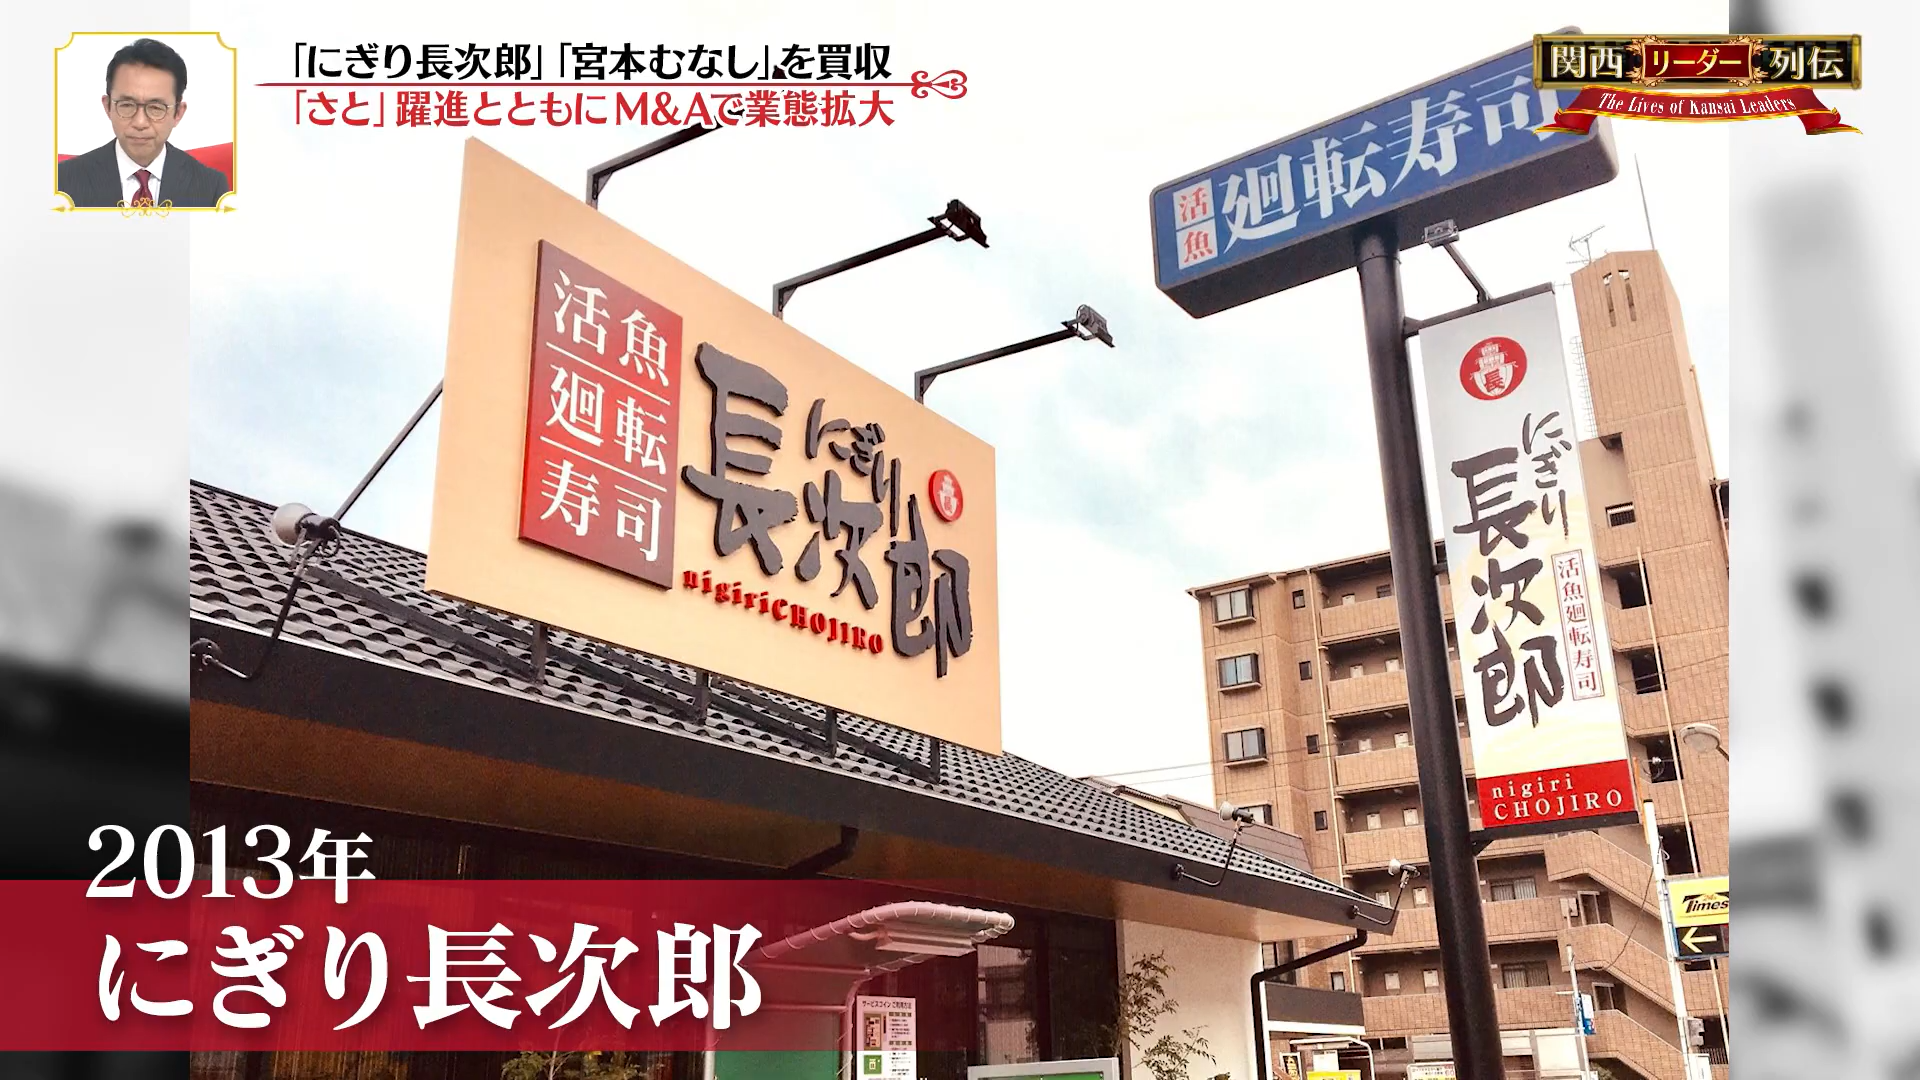 「にぎり長次郎」「宮本むなし」を買収
「さと」躍進とともにM&Aで業態拡大
関西リーダー列伝
The Lives of Kansai Leaders
活魚
廻転寿司
活魚
廻転
寿司
にぎり
長次郎
nigiriCHOJIRO
長
にぎり
長次郎
活魚廻転寿司
nigiri
CHOJIRO
Times
2013年
にぎり長次郎